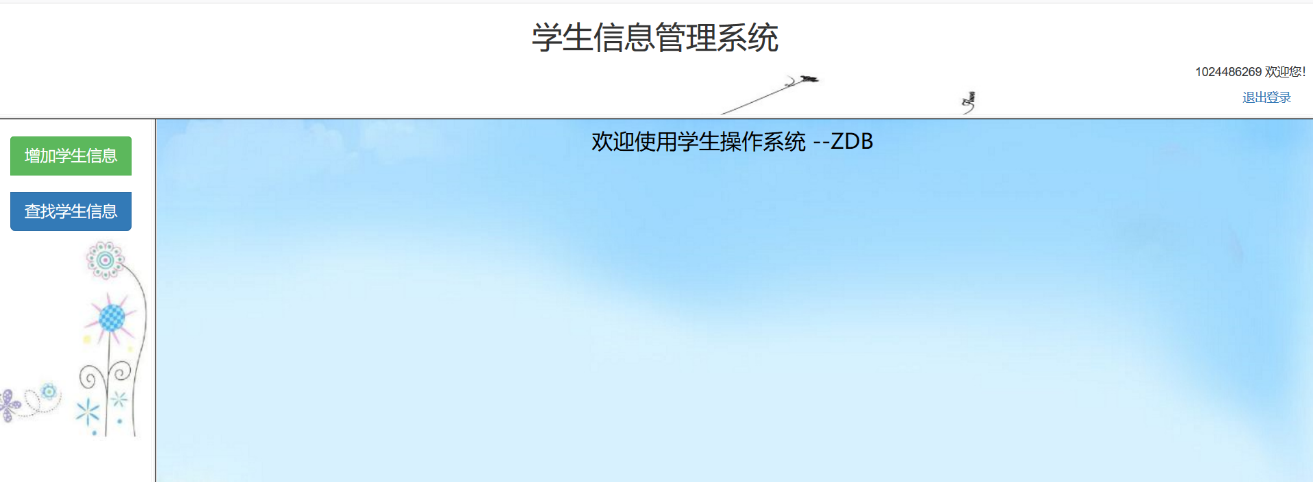 学生信息管理系统
1024486269 欢迎您!
退出登录
增加学生信息
欢迎使用学生操作系统 --ZDB
查找学生信息